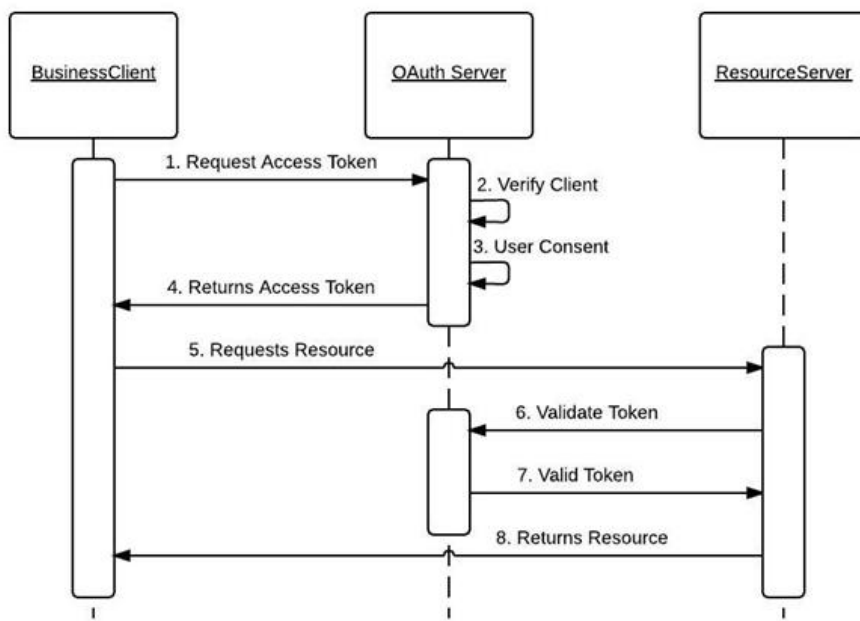 BusinessClient
OAuth Server
ResourceServer
1. Request Access Token
2. Verify Client
3. User Consent
4. Returns Access Token
5. Requests Resource
6. Validate Token
7. Valid Token
8. Returns Resource